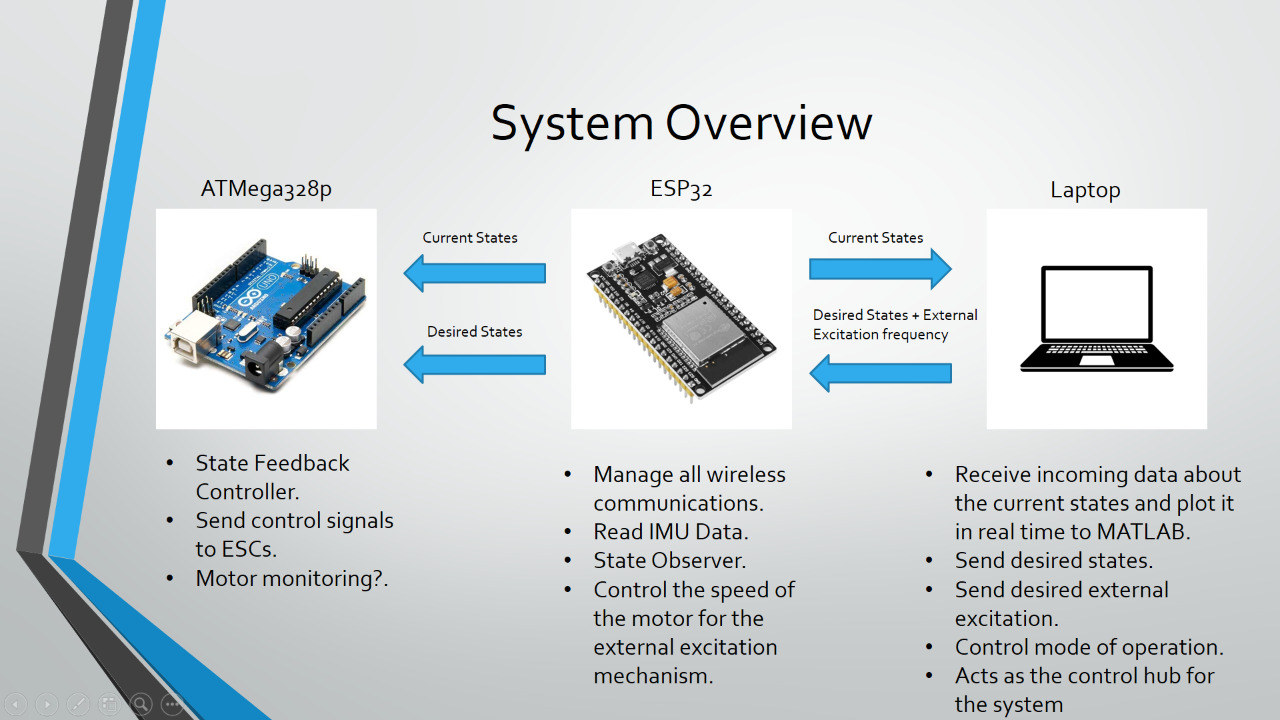 System Overview
ATMega328p
ESP32
Laptop
Current States
Desired States
Current States
Desired States + External
Excitation frequency
• State Feedback
Controller.
• Send control signals
to ESCs.
• Motor monitoring?.
• Manage all wireless
communications.
• Read IMU Data.
• State Observer.
• Control the speed of
the motor for the
external excitation
mechanism.
• Receive incoming data about
the current states and plot it
in real time to MATLAB.
• Send desired states.
• Send desired external
excitation.
• Control mode of operation.
• Acts as the control hub for
the system